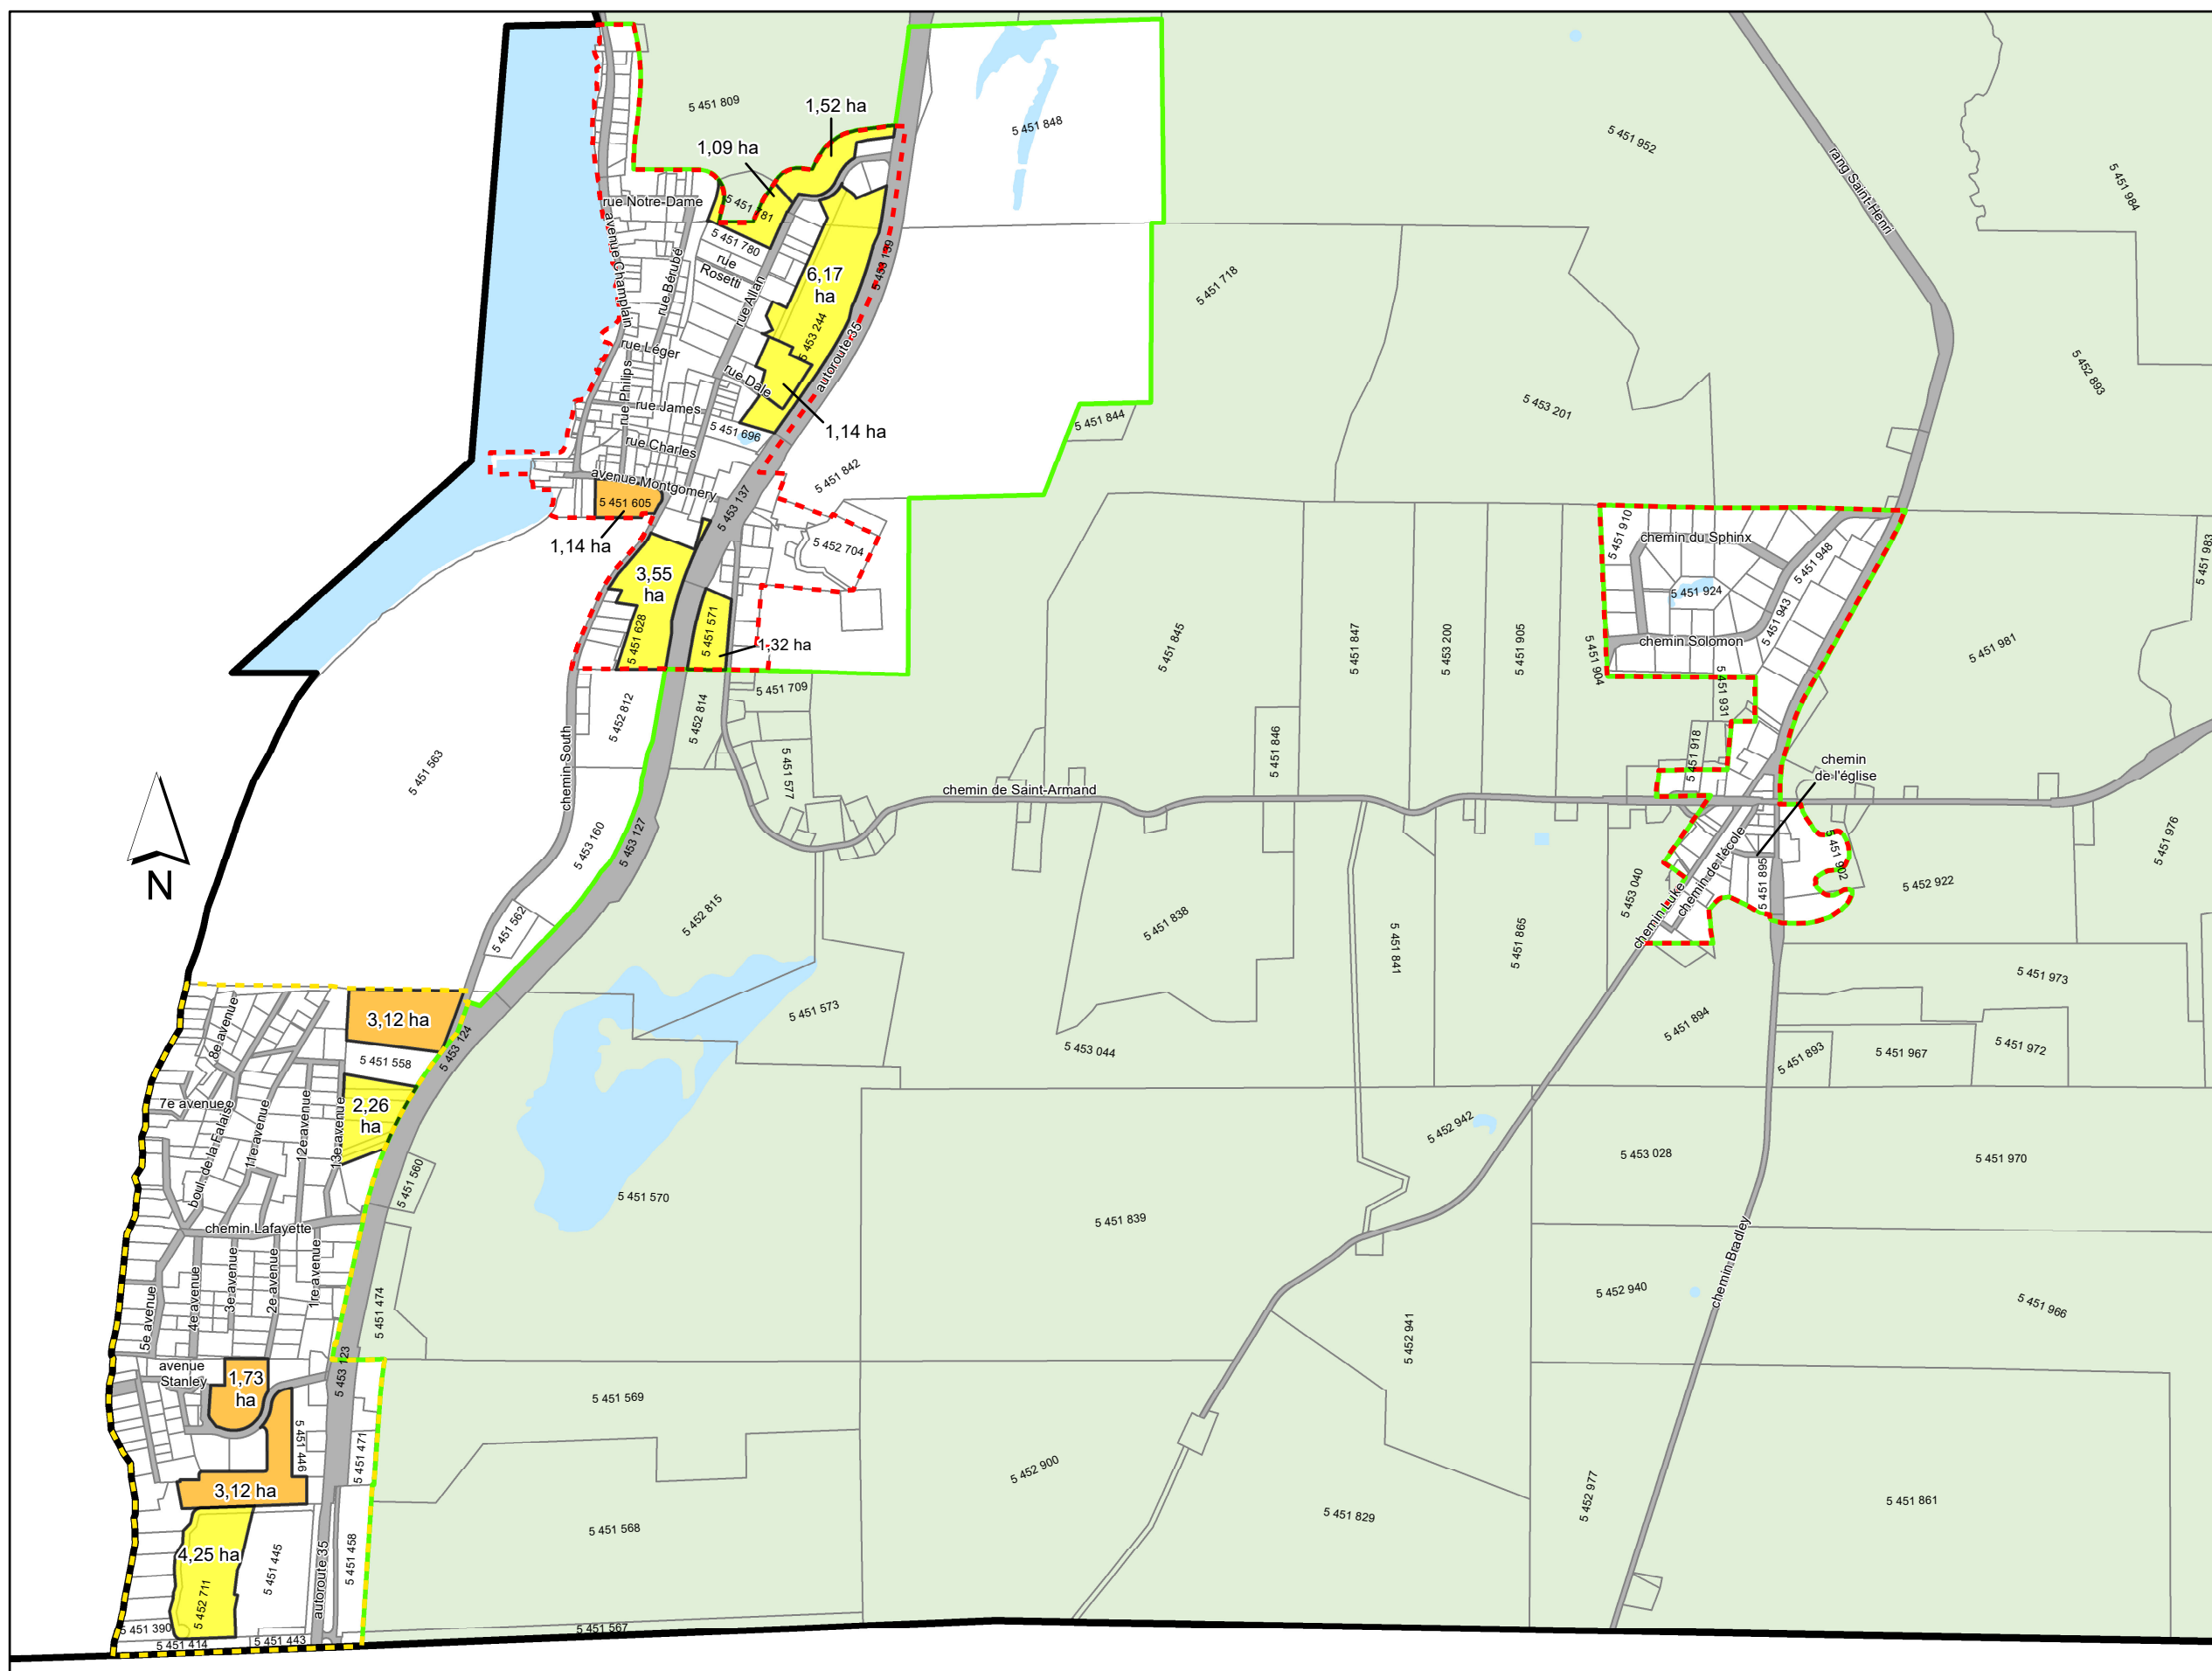 5 451 809
1,52 ha
1,09 ha
5 451 848
5 451 952
rang Saint-Henri
5 451 984
rue Notre-Dame
5 451 781
5 451 780
avenue Champlain
rue Bérubé
rue
Rosetti
rue Allan
6,17
ha
5 453 139
5 453 244
autoroute 35
5 451 718
rue Léger
rue Philips
rue Dale
rue James
5 451 696
1,14 ha
rue Charles
5 451 844
5 453 201
5 452 893
avenue Montgomery
5 451 842
5 451 605
5 453 137
1,14 ha
5 452 704
3,55
ha
5 451 628
5 451 571
1,32 ha
5 451 910
chemin du Sphinx
5 451 948
5 451 924
5 451 943
chemin Solomon
5 451 904
5 451 931
5 451 981
5 451 983
5 451 845
5 451 847
5 453 200
5 451 905
5 451 709
5 452 812
5 452 814
5 451 563
chemin South
5 451 577
5 451 846
5 451 918
chemin
de l'église
chemin de Saint-Armand
5 453 160
5 453 127
5 451 976
5 451 902
chemin de l'école
5 451 895
5 452 922
5 453 040
chemin Luke
N
5 451 562
5 452 815
5 451 838
5 451 841
5 451 865
5 451 973
5 451 573
3,12 ha
5 453 124
8e avenue
5 451 558
5 453 044
5 451 894
5 451 893
5 451 967
5 451 972
7e avenue
2,26
ha
boul. de la Falaise
11e avenue
12e avenue
13e avenue
5 451 560
5 451 570
5 452 942
5 453 028
5 451 970
chemin Lafayette
5 451 839
5e avenue
4e avenue
3e avenue
2e avenue
1re avenue
5 451 474
chemin Bradley
5 452 940
5 451 966
5 452 941
5 453 123
avenue
Stanley
1,73
ha
5 451 569
5 451 446
5 451 471
5 452 900
3,12 ha
5 452 977
5 451 829
5 451 861
5 451 568
4,25 ha
5 451 445
5 452 711
autoroute 35
5 451 458
5 451 390
5 451 414
5 451 443
5 451 567